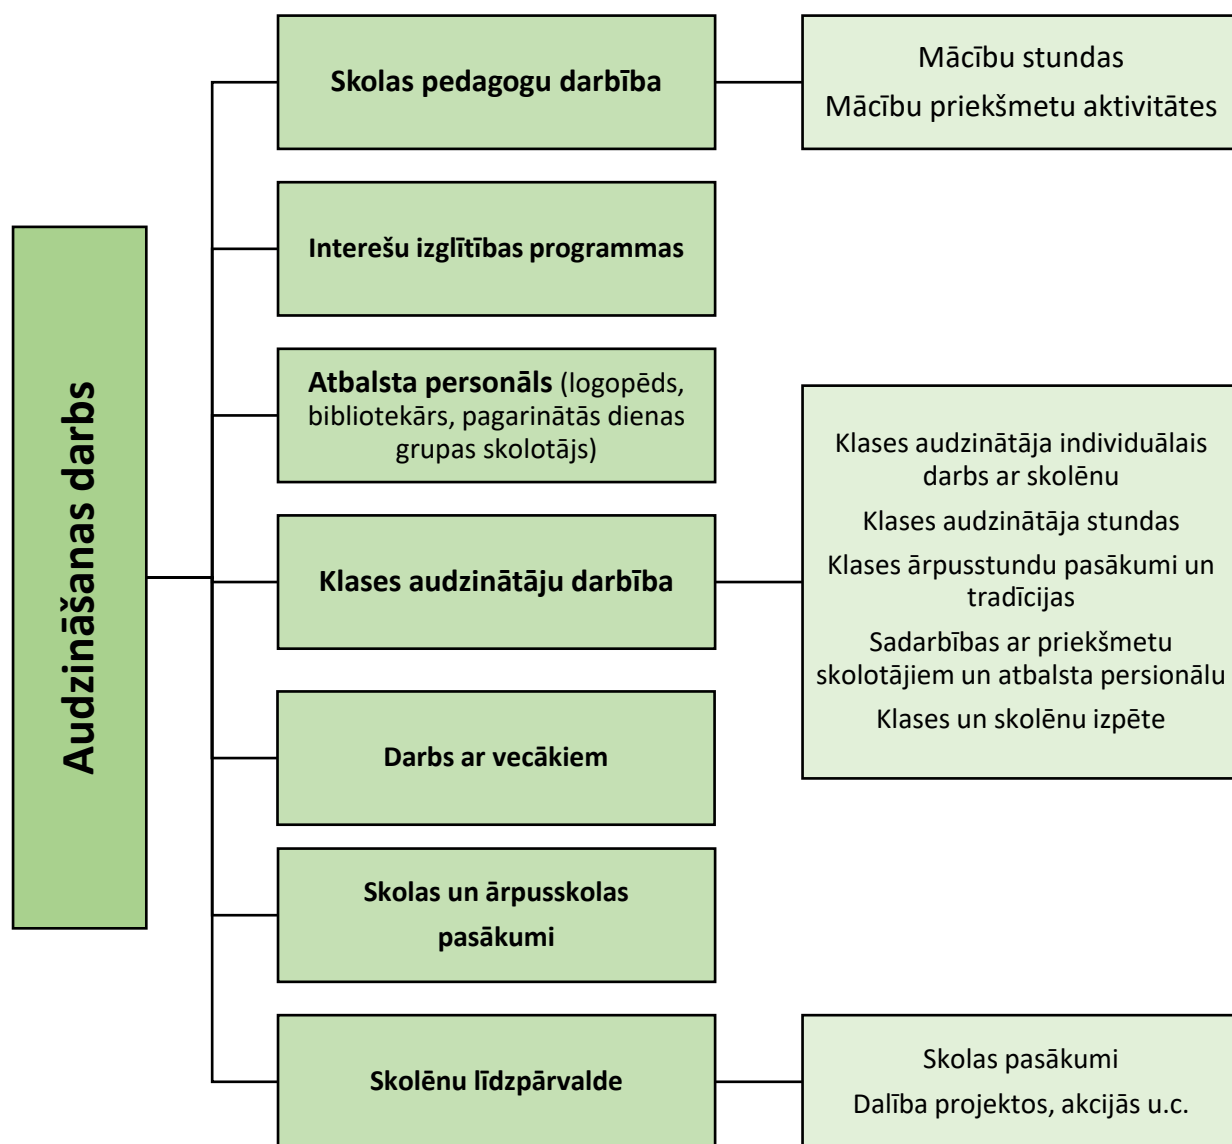 Audzināšanas darbs
Skolas pedagogu darbība
Mācību stundas
Mācību priekšmetu aktivitātes
Interešu izglītības programmas
Atbalsta personāls (logopēds,
bibliotekārs, pagarinātās dienas
grupas skolotājs)
Klases audzinātāju darbība
Klases audzinātāja individuālais
darbs ar skolēnu
Klases audzinātāja stundas
Klases ārpusstundu pasākumi un
tradīcijas
Sadarbības ar priekšmetu
skolotājiem un atbalsta persionālu
Klases un skolēnu izpēte
Darbs ar vecākiem
Skolas un ārpusskolas
pasākumi
Skolēnu līdzpārvalde
Skolas pasākumi
Dalība projektos, akcijās u.c.